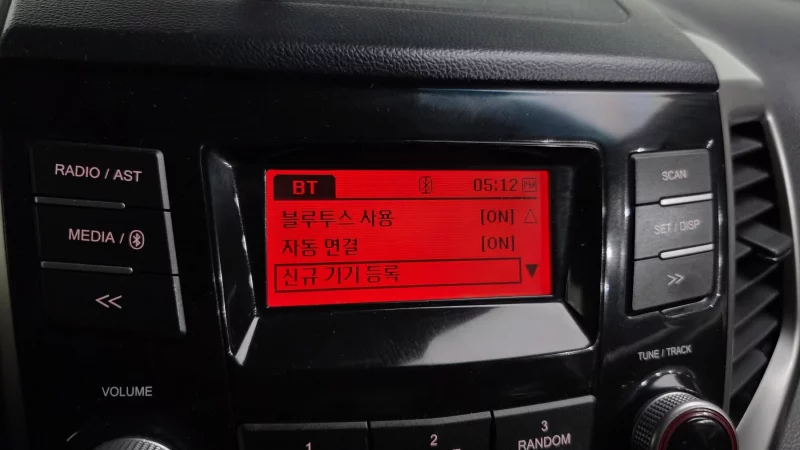 RADIO / AST
MEDIA /
<<
VOLUME
BT 05:12 PM
블루투스 사용 [ON] △
자동 연결 [ON]
신규 기기 등록 ▼
SCAN
SET / DISP
>>
TUNE / TRACK
1
2
3
RANDOM